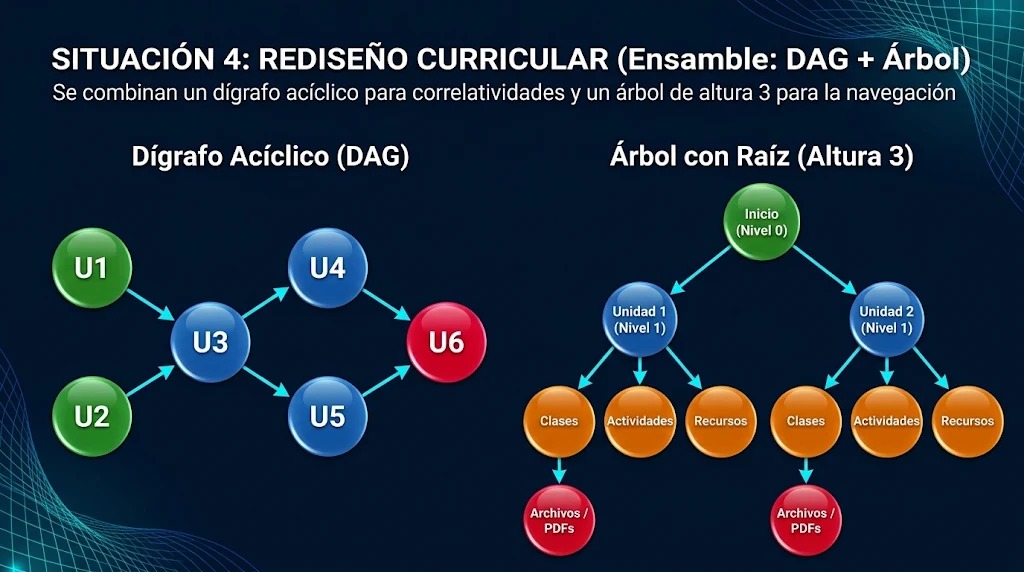 SITUACIÓN 4: REDISEÑO CURRICULAR (Ensamble: DAG + Árbol)
Se combinan un dígrafo acíclico para correlatividades y un árbol de altura 3 para la navegación
Dígrafo Acíclico (DAG)
U1
U2
U3
U4
U5
U6
Árbol con Raíz (Altura 3)
Inicio
(Nivel 0)
Unidad 1
(Nivel 1)
Unidad 2
(Nivel 1)
Clases
Actividades
Recursos
Clases
Actividades
Recursos
Archivos /
PDFs
Archivos /
PDFs